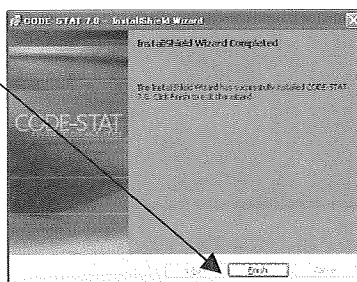 CODE-STAT 7.0 - InstallShield Wizard
InstallShield Wizard Completed
The InstallShield Wizard has successfully installed CODE-STAT
7.0. Click Finish to exit the wizard.
CODE-STAT
Finish